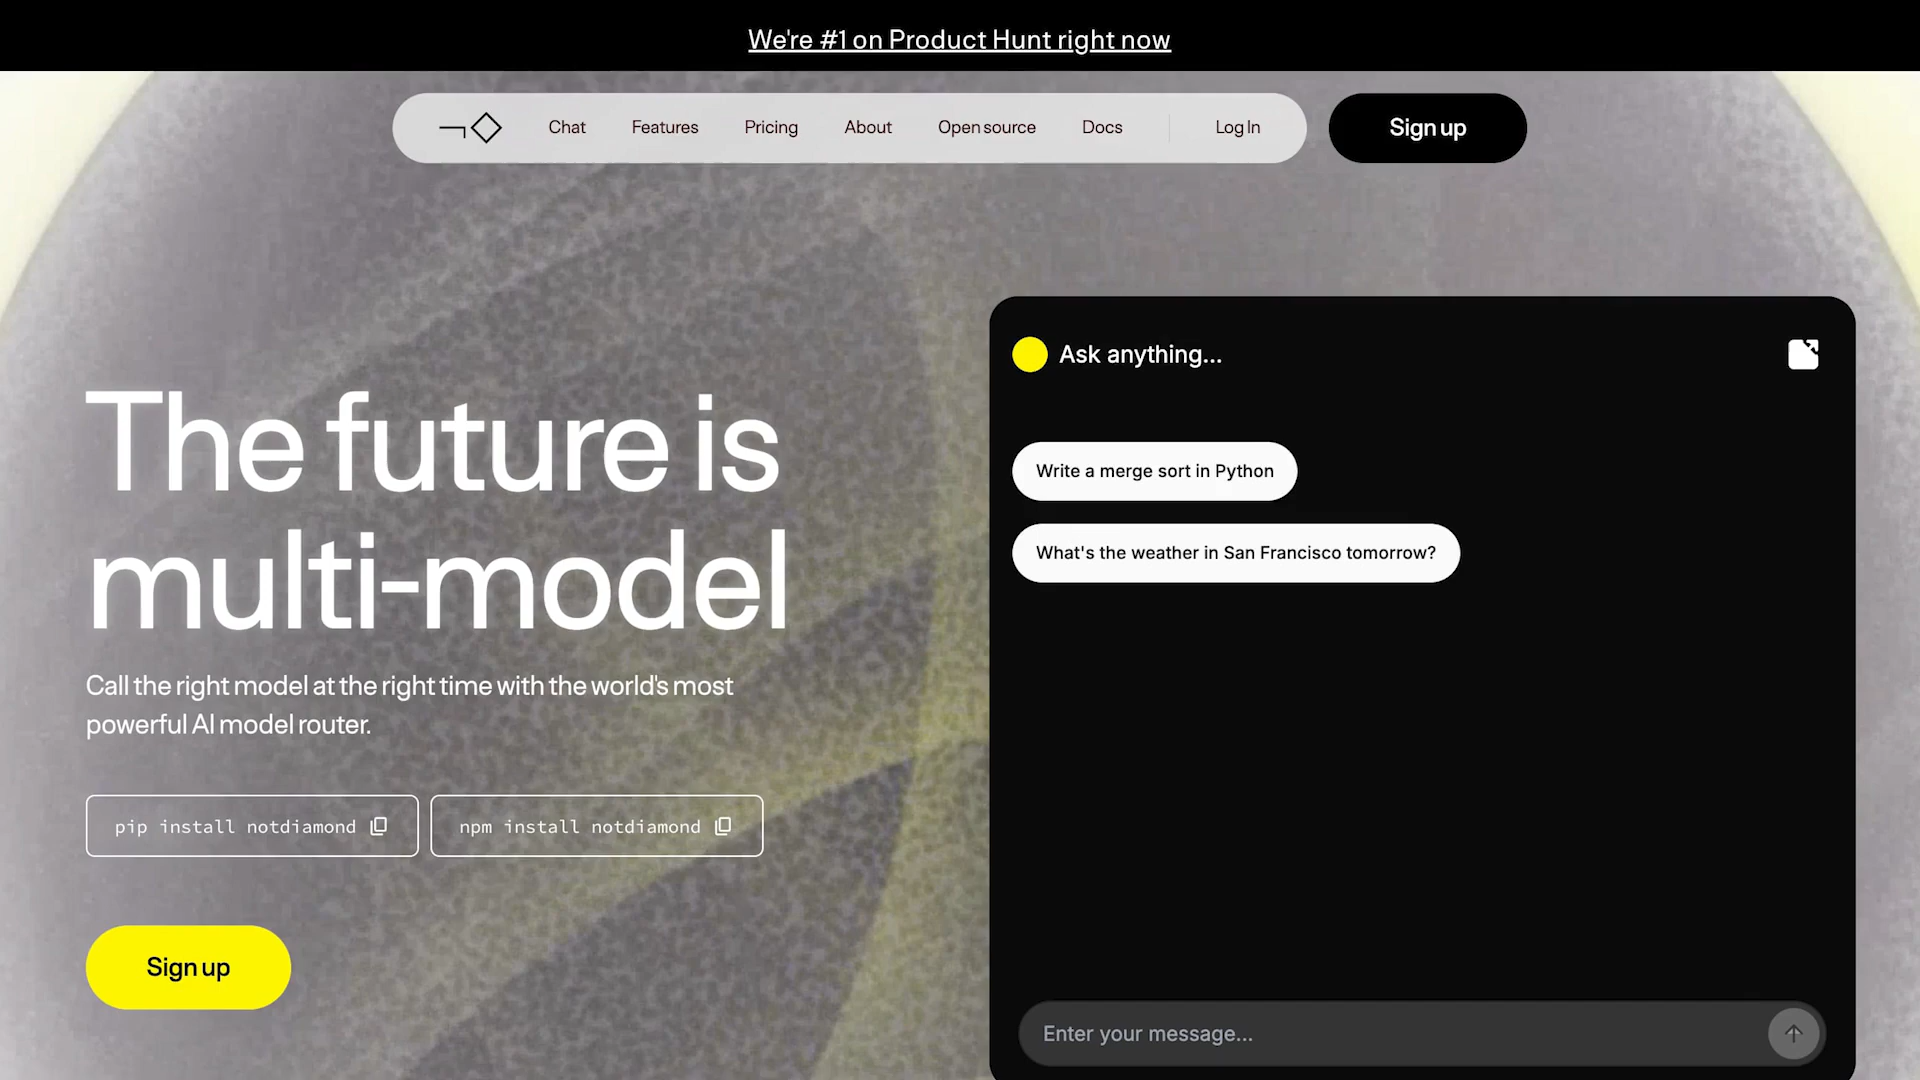 We're #1 on Product Hunt right now
Chat
Features
Pricing
About
Open source
Docs
Log In
Sign up
The future is
multi-model
Call the right model at the right time with the world's most
powerful AI model router.
pip install notdiamond
npm install notdiamond
Sign up
Ask anything...
Write a merge sort in Python
What's the weather in San Francisco tomorrow?
Enter your message...